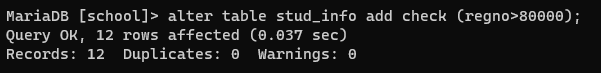 MariaDB [school]> alter table stud_info add check (regno>80000);
Query OK, 12 rows affected (0.037 sec)
Records: 12  Duplicates: 0  Warnings: 0